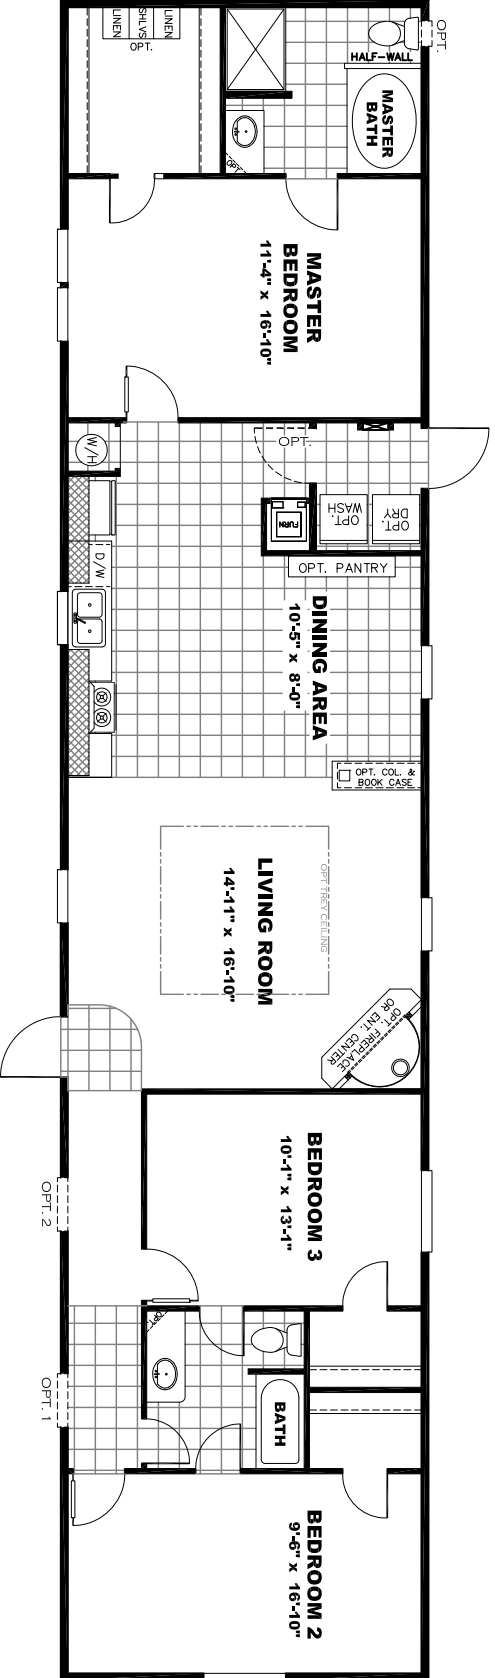 LINEN
SHLVS
LINEN
OPT.
OPT.
HALF-WALL
MASTER
BATH
OPT.
MASTER
BEDROOM
11'-4" x 16'-10"
W/H
OPT.
OPT.
WASH
OPT.
DRY
FURN
D/W
OPT. PANTRY
DINING AREA
10'-5" x 8'-0"
OPT. COL. &
BOOK CASE
OPT TREY CEILING
LIVING ROOM
14'-11" x 16'-10"
OPT. FIREPLACE
OR ENT. CENTER
BEDROOM 3
10'-1" x 13'-1"
OPT. 2
OPT.
OPT. 1
BATH
BEDROOM 2
9'-6" x 16'-10"